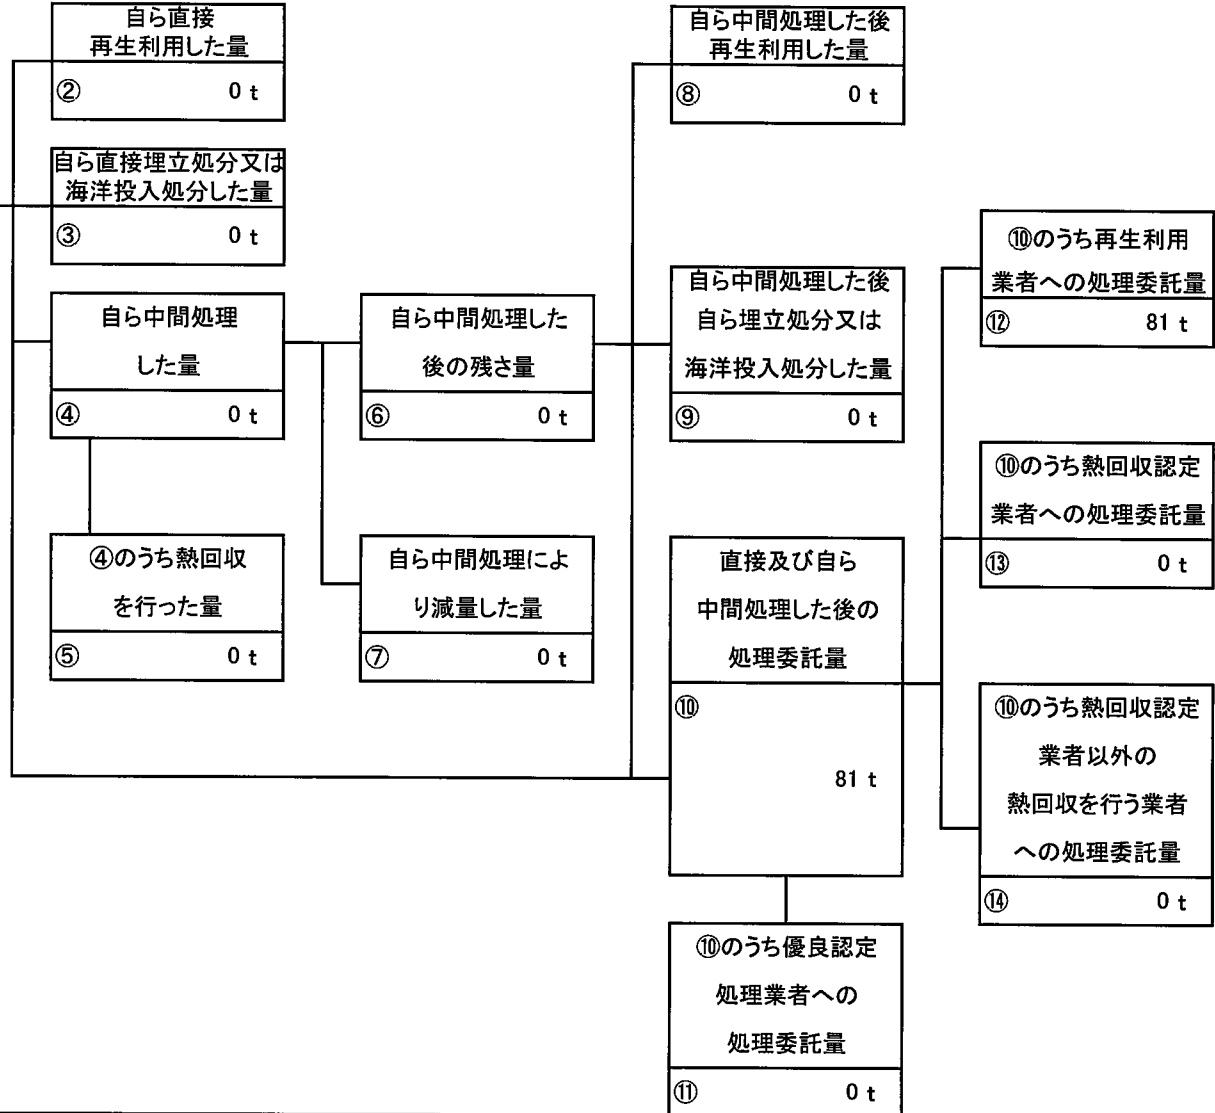 自ら直接
再生利用した量
② 0 t
自ら直接埋立処分又は
海洋投入処分した量
③ 0 t
自ら中間処理
した量
④ 0 t
④のうち熱回収
を行った量
⑤ 0 t
自ら中間処理した
後の残さ量
⑥ 0 t
自ら中間処理によ
り減量した量
⑦ 0 t
自ら中間処理した後
再生利用した量
⑧ 0 t
自ら中間処理した後
自ら埋立処分又は
海洋投入処分した量
⑨ 0 t
直接及び自ら
中間処理した後の
処理委託量
⑩
81 t
⑩のうち優良認定
処理業者への
処理委託量
⑪ 0 t
⑩のうち再生利用
業者への処理委託量
⑫ 81 t
⑩のうち熱回収認定
業者への処理委託量
⑬ 0 t
⑩のうち熱回収認定
業者以外の
熱回収を行う業者
への処理委託量
⑭ 0 t